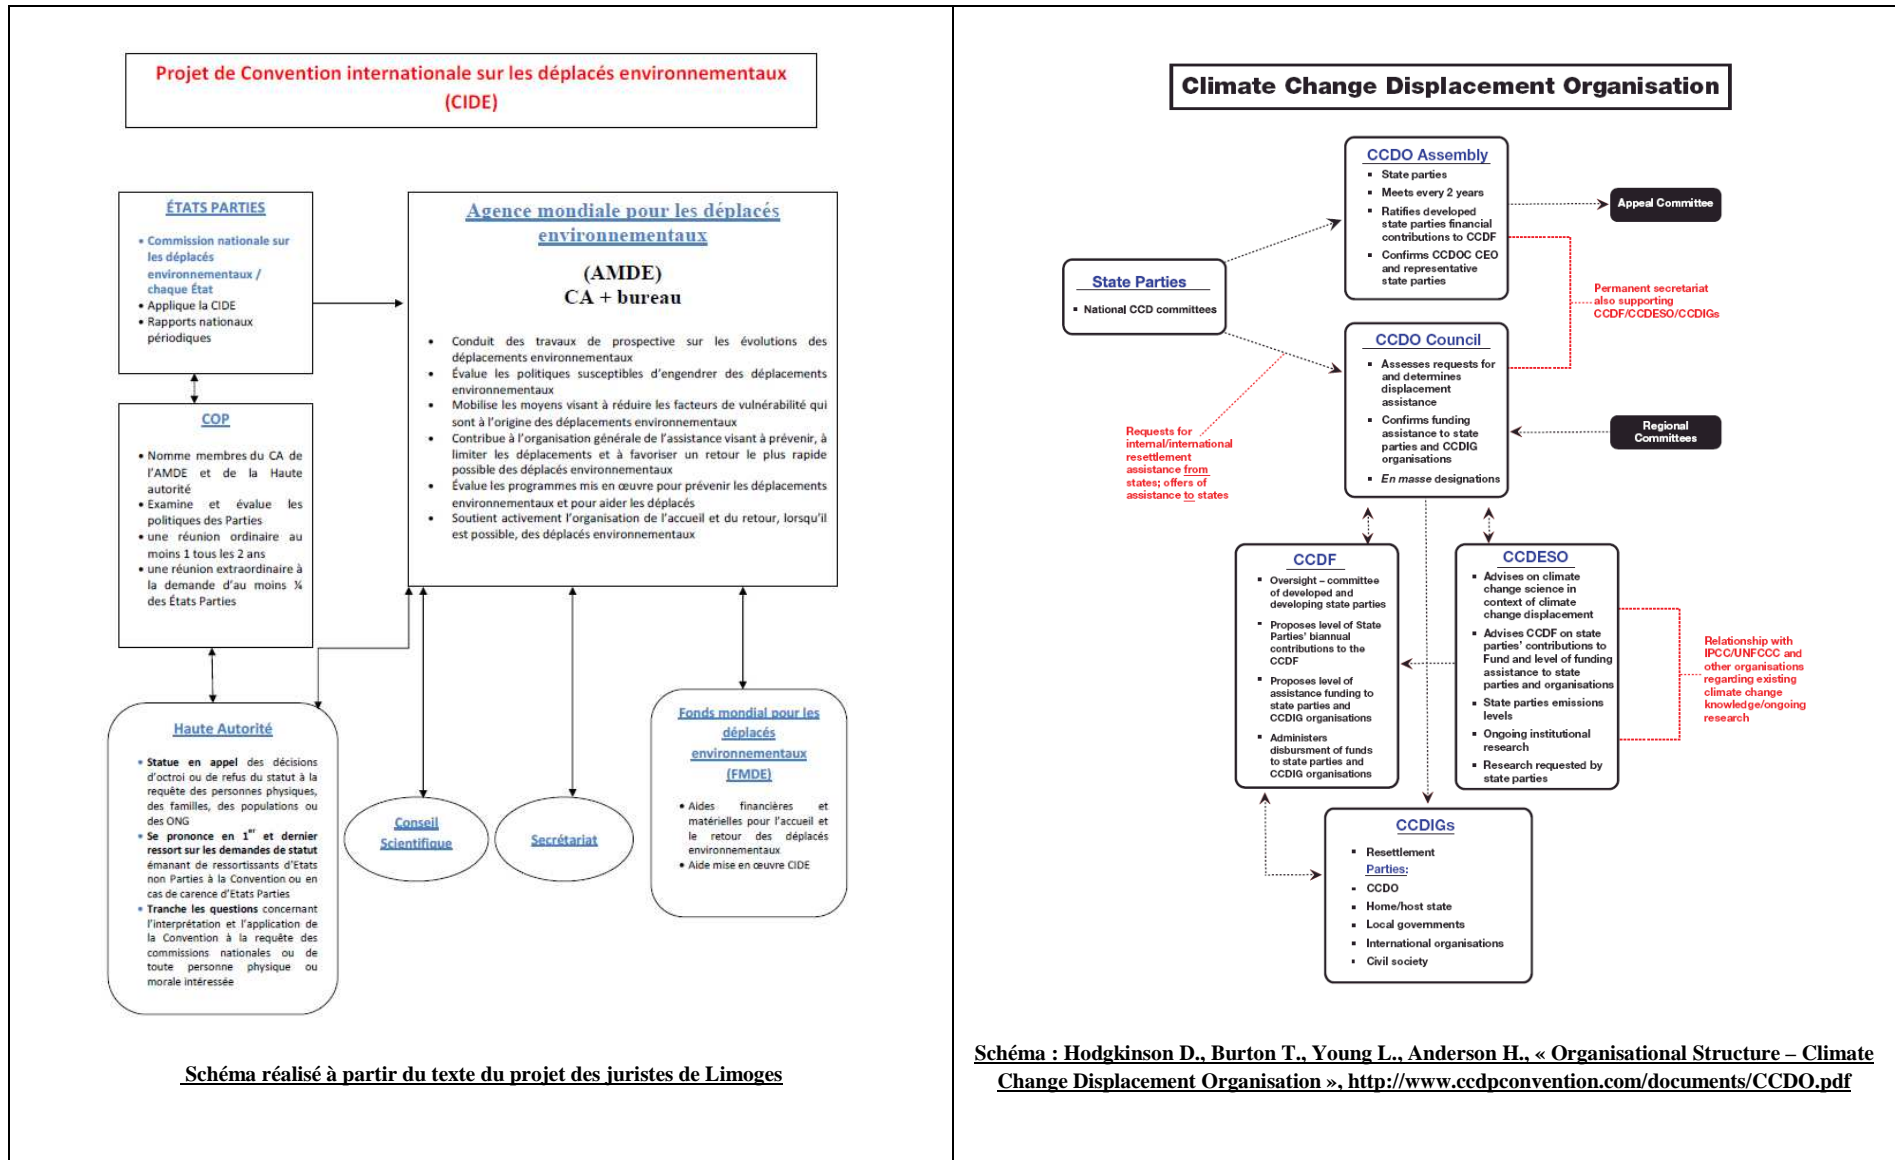 Projet de Convention internationale sur les déplacés environnementaux
(CIDE)
ÉTATS PARTIES
• Commission nationale sur
les déplacés
environnementaux /
chaque État
• Applique la CIDE
• Rapports nationaux
périodiques
COP
• Nomme membres du CA de
l'AMDE et de la Haute
autorité
• Examine et évalue les
politiques des Parties
• une réunion ordinaire au
moins 1 tous les 2 ans
• une réunion extraordinaire à
la demande d'au moins ¼
des États Parties
Agence mondiale pour les déplacés
environnementaux
(AMDE)
CA + bureau
• Conduit des travaux de prospective sur les évolutions des
déplacements environnementaux
• Évalue les politiques susceptibles d'engendrer des déplacements
environnementaux
• Mobilise les moyens visant à réduire les facteurs de vulnérabilité qui
sont à l'origine des déplacements environnementaux
• Contribue à l'organisation générale de l'assistance visant à prévenir, à
limiter les déplacements et à favoriser un retour le plus rapide
possible des déplacés environnementaux
• Évalue les programmes mis en œuvre pour prévenir les déplacements
environnementaux et pour aider les déplacés
• Soutient activement l'organisation de l'accueil et du retour, lorsqu'il
est possible, des déplacés environnementaux
Haute Autorité
• Statue en appel des décisions
d'octroi ou de refus du statut à la
requête des personnes physiques,
des familles, des populations ou
des ONG
• Se prononce en 1er et dernier
ressort sur les demandes de statut
émanant de ressortissants d'Etats
non Parties à la Convention ou en
cas de carence d'Etats Parties
• Tranche les questions concernant
l'interprétation et l'application de
la Convention à la requête des
commissions nationales ou de
toute personne physique ou
morale intéressée
Conseil
Scientifique
Secrétariat
Fonds mondial pour les
déplacés
environnementaux
(FMDE)
• Aides financières et
matérielles pour l'accueil et
le retour des déplacés
environnementaux
• Aide mise en œuvre CIDE
Schéma réalisé à partir du texte du projet des juristes de Limoges
Climate Change Displacement Organisation
State Parties
▪ National CCD committees
CCDO Assembly
▪ State parties
▪ Meets every 2 years
▪ Ratifies developed
state parties financial
contributions to CCDF
▪ Confirms CCDOC CEO
and representative
state parties
Appeal Committee
Permanent secretariat
also supporting
CCDF/CCDESO/CCDIGs
CCDO Council
▪ Assesses requests for
and determines
displacement
assistance
▪ Confirms funding
assistance to state
parties and CCDIG
organisations
▪ En masse designations
Regional
Committees
Requests for
internal/international
resettlement
assistance from
states; offers of
assistance to states
CCDF
▪ Oversight – committee
of developed and
developing state parties
▪ Proposes level of State
Parties' biannual
contributions to the
CCDF
▪ Proposes level of
assistance funding to
state parties and
CCDIG organisations
▪ Administers
disbursment of funds
to state parties and
CCDIG organisations
CCDESO
▪ Advises on climate
change science in
context of climate
change displacement
▪ Advises CCDF on state
parties' contributions to
Fund and level of funding
assistance to state
parties and organisations
▪ State parties emissions
levels
▪ Ongoing institutional
research
▪ Research requested by
state parties
Relationship with
IPCC/UNFCCC and
other organisations
regarding existing
climate change
knowledge/ongoing
research
CCDIGs
▪ Resettlement
Parties:
▪ CCDO
▪ Home/host state
▪ Local governments
▪ International organisations
▪ Civil society
Schéma : Hodgkinson D., Burton T., Young L., Anderson H., « Organisational Structure – Climate
Change Displacement Organisation », http://www.ccdpconvention.com/documents/CCDO.pdf